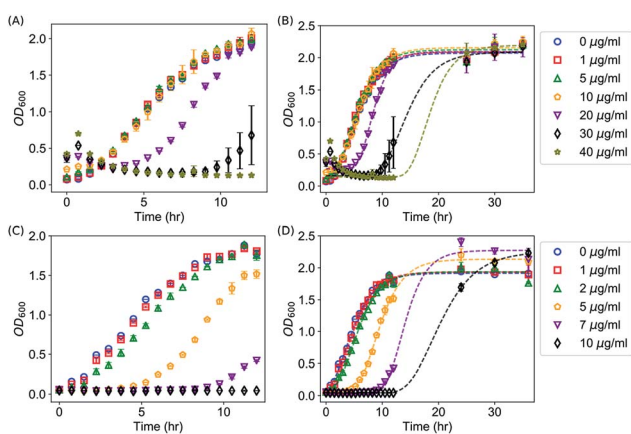 (A)
2.0
1.5
1.0
0.5
0.0
OD600
0 5 10
Time (hr)
(B)
2.5
2.0
1.5
1.0
0.5
0.0
OD600
0 10 20 30
Time (hr)
0 μg/ml
1 μg/ml
5 μg/ml
10 μg/ml
20 μg/ml
30 μg/ml
40 μg/ml
(C)
2.0
1.5
1.0
0.5
0.0
OD600
0 5 10
Time (hr)
(D)
2.5
2.0
1.5
1.0
0.5
0.0
OD600
0 10 20 30
Time (hr)
0 μg/ml
1 μg/ml
2 μg/ml
5 μg/ml
7 μg/ml
10 μg/ml